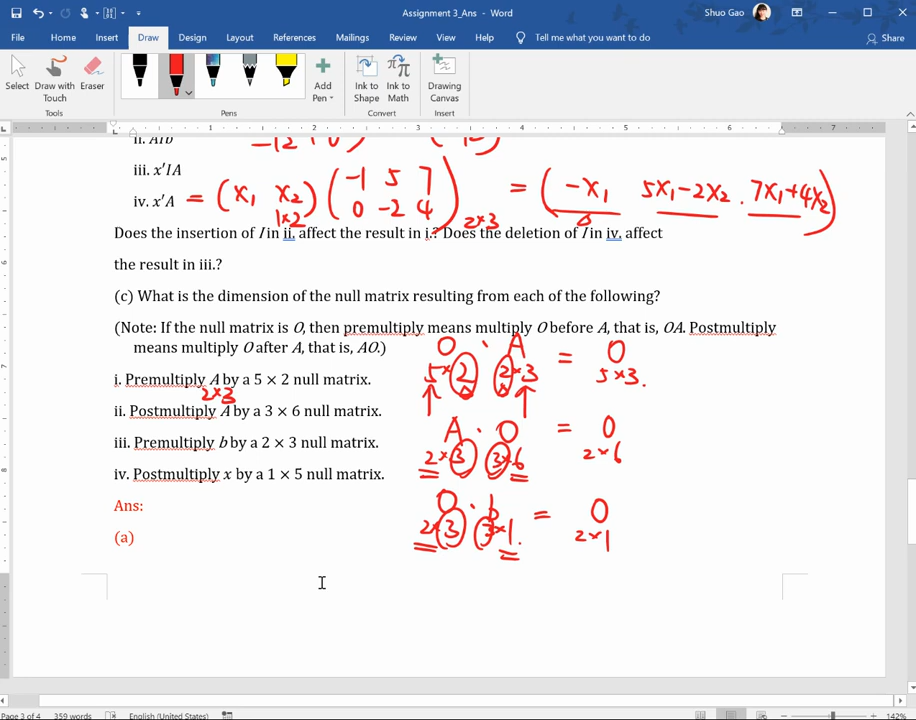 Assignment 3_Ans - Word
Shuo Gao
File Home Insert Draw Design Layout References Mailings Review View Help Tell me what you want to do Share
Select Draw with Touch Eraser Add Pen Ink to Shape Ink to Math Drawing Canvas
Tools Pens Convert Insert
1 2 3 4 5 6 7
ii. AIb
iii. x'IA
iv. x'A = (x₁ x₂) 1×2 (-1 5 7 0 -2 4) 2×3 = (-x₁ 5x₁-2x₂ . 7x₁+4x₂)
Does the insertion of I in ii. affect the result in i.? Does the deletion of I in iv. affect
the result in iii.?
(c) What is the dimension of the null matrix resulting from each of the following?
(Note: If the null matrix is O, then premultiply means multiply O before A, that is, OA. Postmultiply
means multiply O after A, that is, AO.)
O · A = O
5×2 2×3 5×3.
i. Premultiply A by a 5 × 2 null matrix.
2×3
ii. Postmultiply A by a 3 × 6 null matrix.
A · O = O
2×3 3×6 2×6
iii. Premultiply b by a 2 × 3 null matrix.
iv. Postmultiply x by a 1 × 5 null matrix.
O · b = O
2×3 3×1. 2×1
Ans:
(a)
Page 3 of 4 359 words English (United States) 142%